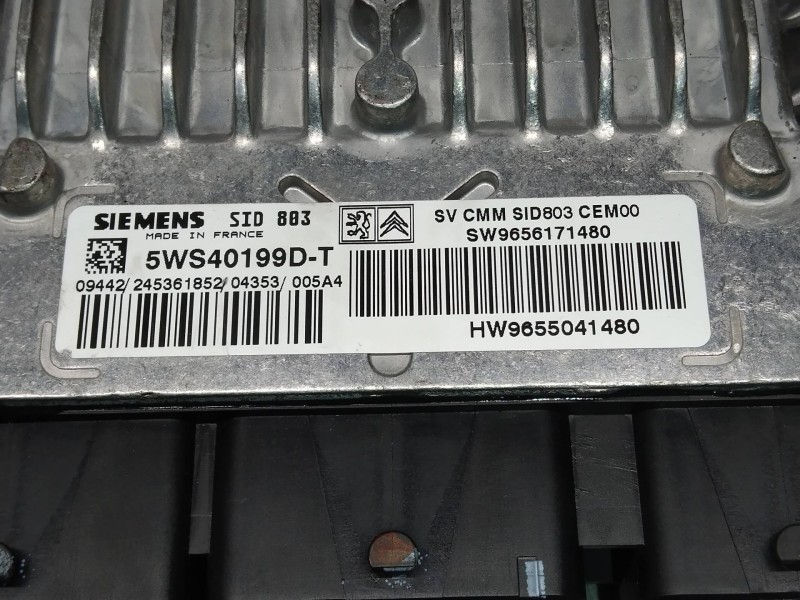 SIEMENS SID 803
MADE IN FRANCE
5WS40199D-T
09442/245361852/04353/005A4
SV CMM SID803 CEM00
SW9656171480
HW9655041480